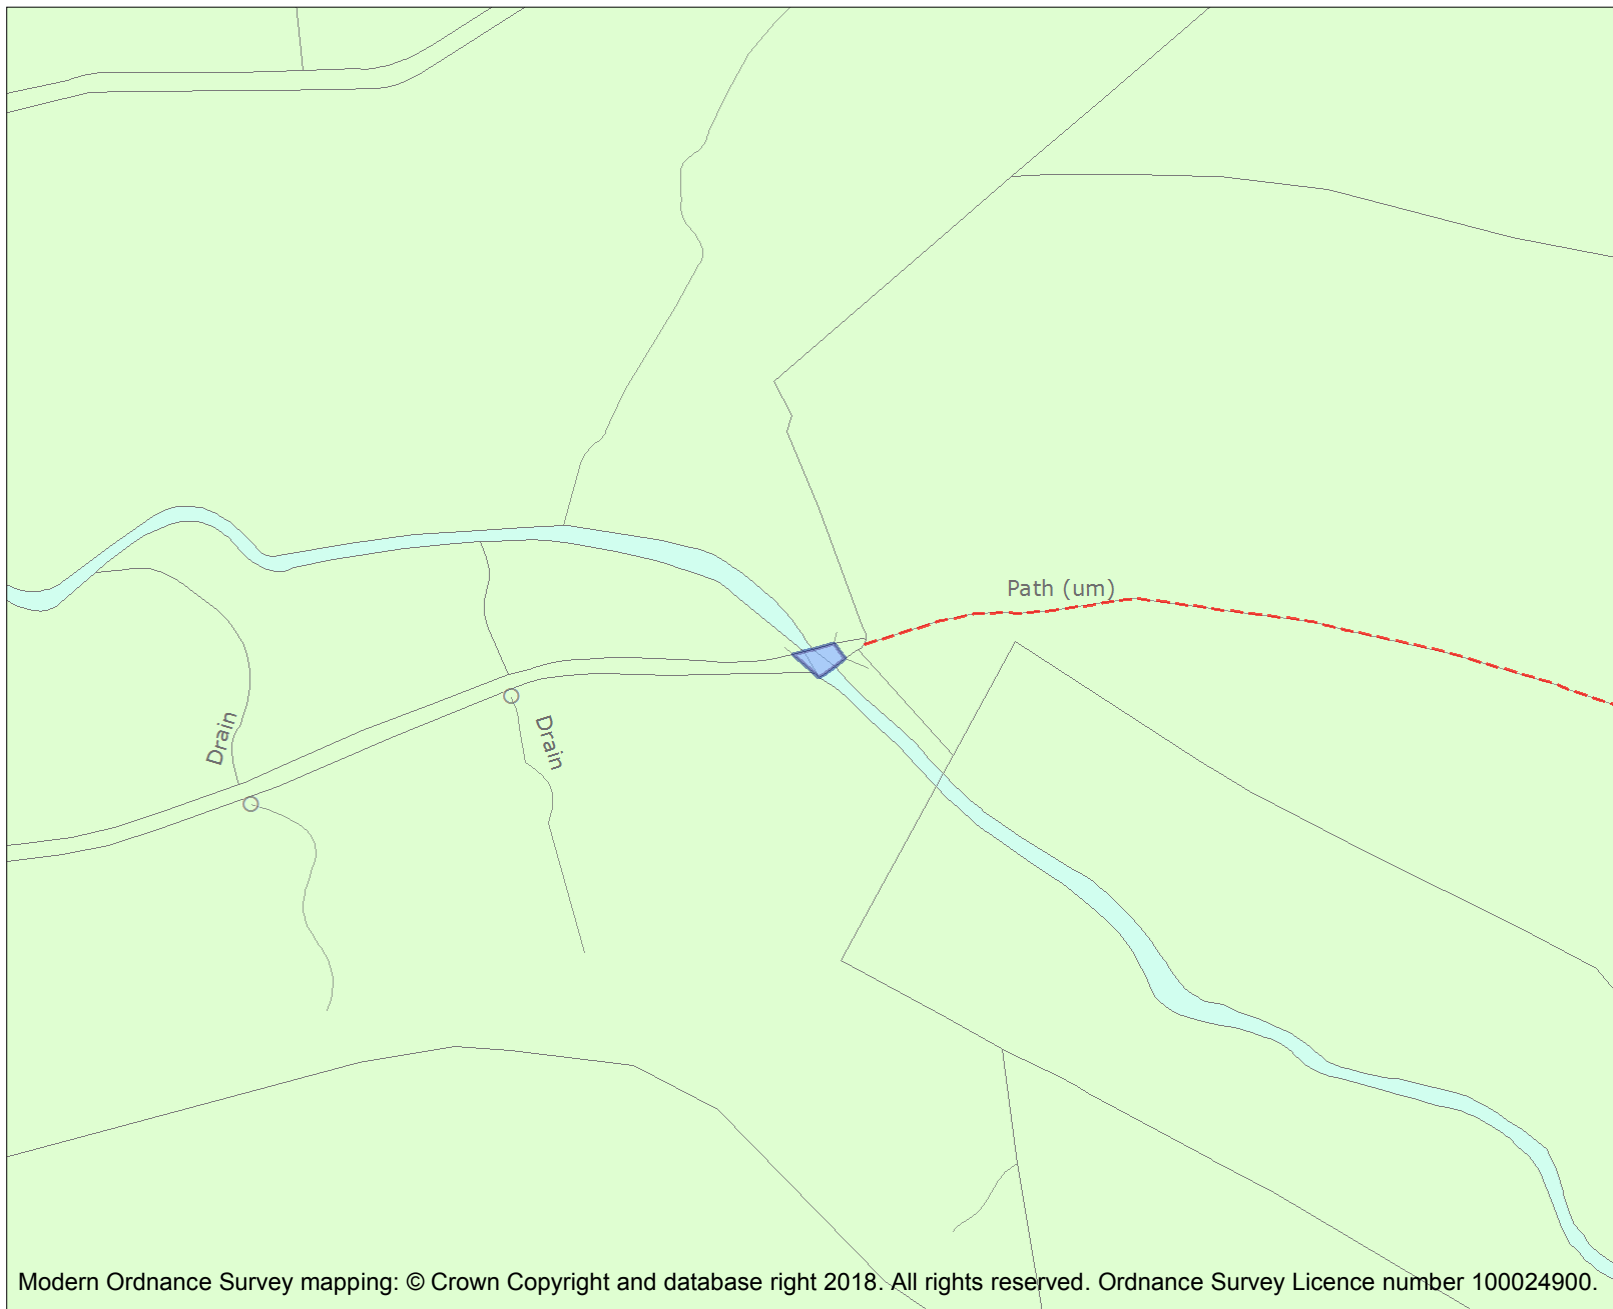 Path (um)
Drain
Drain
Modern Ordnance Survey mapping: © Crown Copyright and database right 2018. All rights reserved. Ordnance Survey Licence number 100024900.